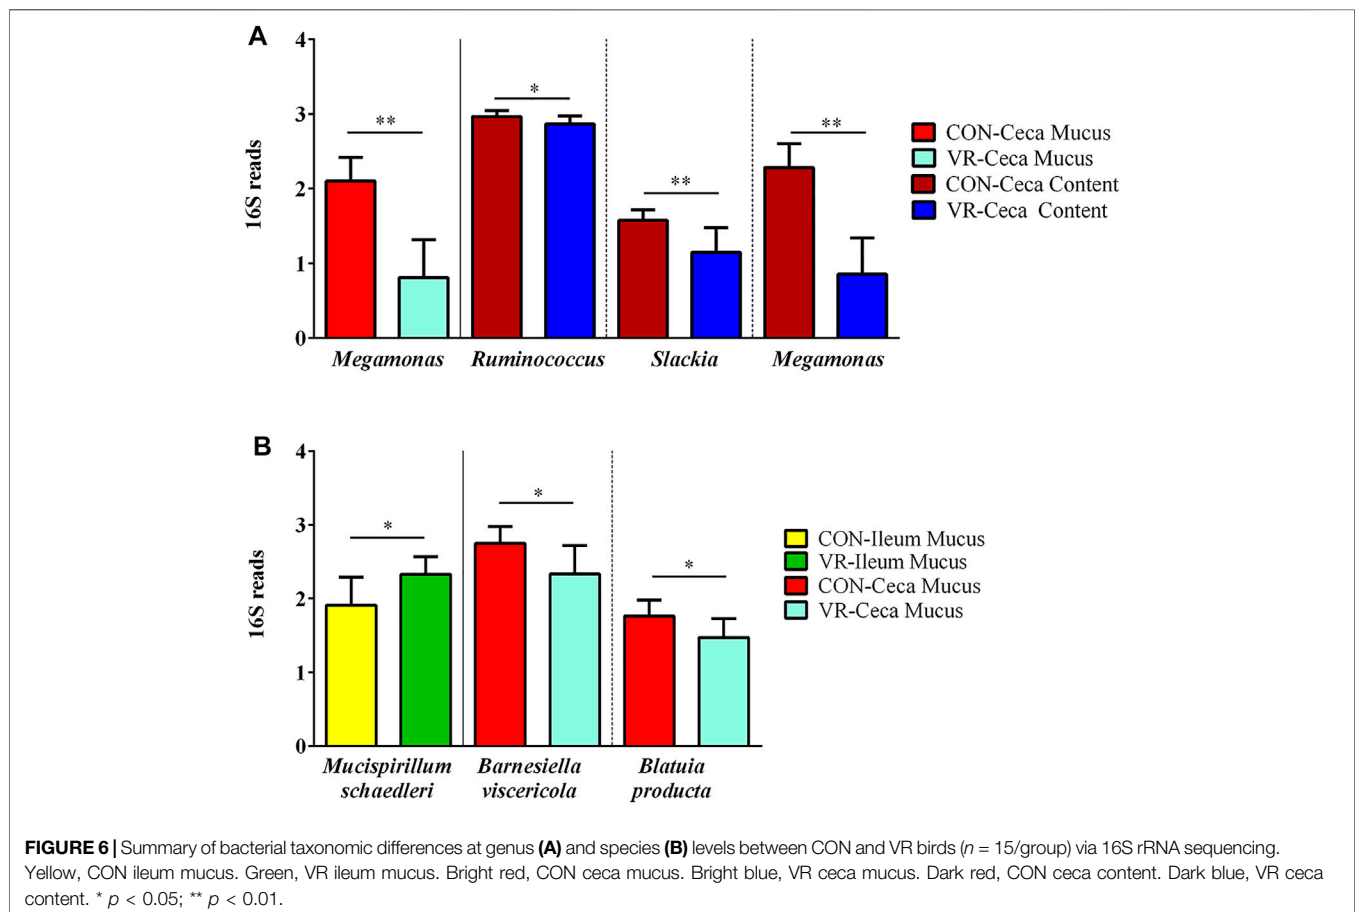 A
4
3
2
1
0
16S reads
**
*
**
**
Megamonas
Ruminococcus
Slackia
Megamonas
CON-Ceca Mucus
VR-Ceca Mucus
CON-Ceca Content
VR-Ceca Content
B
4
3
2
1
0
16S reads
*
*
*
Mucispirillum
schaedleri
Barnesiella
viscericola
Blatuia
producta
CON-Ileum Mucus
VR-Ileum Mucus
CON-Ceca Mucus
VR-Ceca Mucus
FIGURE 6 | Summary of bacterial taxonomic differences at genus (A) and species (B) levels between CON and VR birds (n = 15/group) via 16S rRNA sequencing.
Yellow, CON ileum mucus. Green, VR ileum mucus. Bright red, CON ceca mucus. Bright blue, VR ceca mucus. Dark red, CON ceca content. Dark blue, VR ceca
content. * p < 0.05; ** p < 0.01.